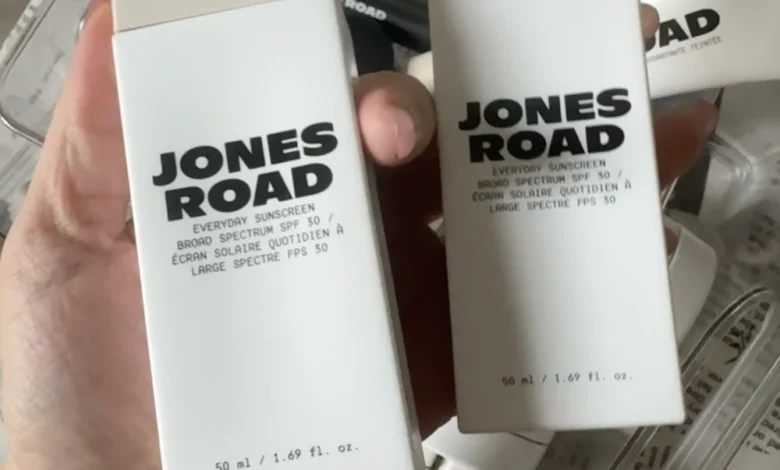 ROAD
JONES
ROAD
EVERYDAY SUNSCREEN
BROAD SPECTRUM SPF 30 /
ÉCRAN SOLAIRE QUOTIDIEN À
LARGE SPECTRE FPS 30
50 ml / 1.69 fl. oz.
JONES
ROAD
EVERYDAY SUNSCREEN
BROAD SPECTRUM SPF 30 /
ÉCRAN SOLAIRE QUOTIDIEN À
LARGE SPECTRE FPS 30
50 ml / 1.69 fl. oz.
OAD
TEINTÉE